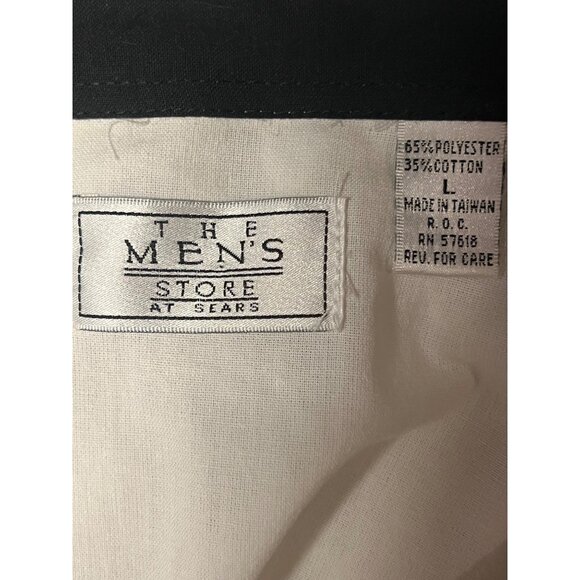 THE
MEN'S
STORE
AT SEARS
65%POLYESTER
35%COTTON
L
MADE IN TAIWAN
R.O.C.
RN 57618
REV. FOR CARE